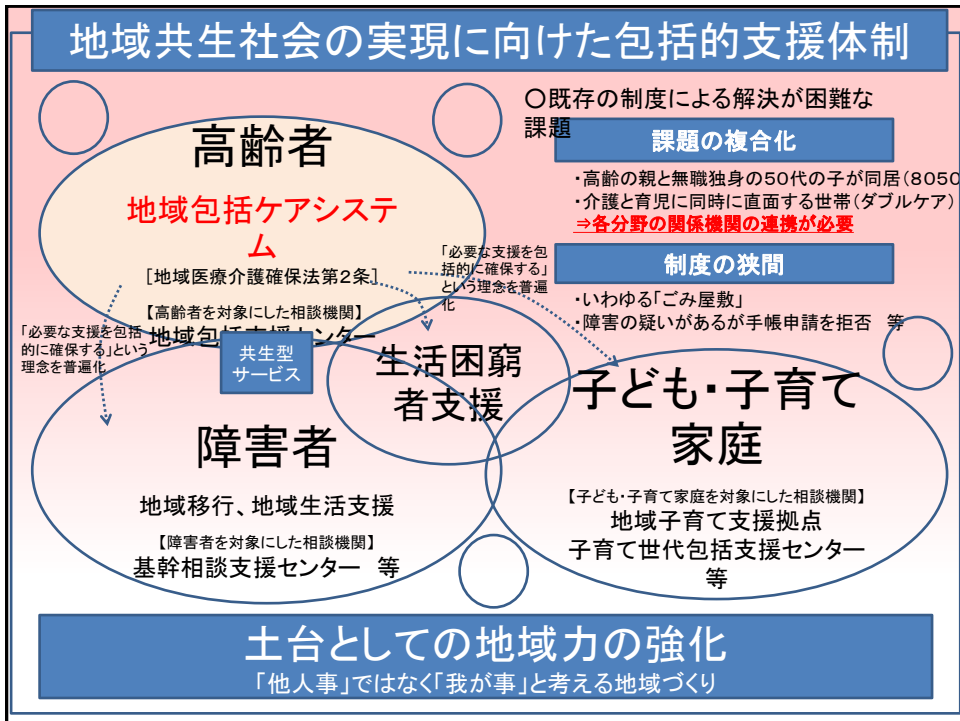 地域共生社会の実現に向けた包括的支援体制
〇既存の制度による解決が困難な
課題
課題の複合化
・高齢の親と無職独身の50代の子が同居(8050
・介護と育児に同時に直面する世帯(ダブルケア)
⇒各分野の関係機関の連携が必要
制度の狭間
・いわゆる「ごみ屋敷」
・障害の疑いがあるが手帳申請を拒否 等
高齢者
地域包括ケアシステ
ム
[地域医療介護確保法第2条]
【高齢者を対象にした相談機関】
地域包括支援センター
「必要な支援を包
括的に確保する」
という理念を普遍
化
「必要な支援を包括
的に確保する」という
理念を普遍化
共生型
サービス
生活困窮
者支援
障害者
地域移行、地域生活支援
【障害者を対象にした相談機関】
基幹相談支援センター 等
子ども・子育て
家庭
【子ども・子育て家庭を対象にした相談機関】
地域子育て支援拠点
子育て世代包括支援センター
等
土台としての地域力の強化
「他人事」ではなく「我が事」と考える地域づくり